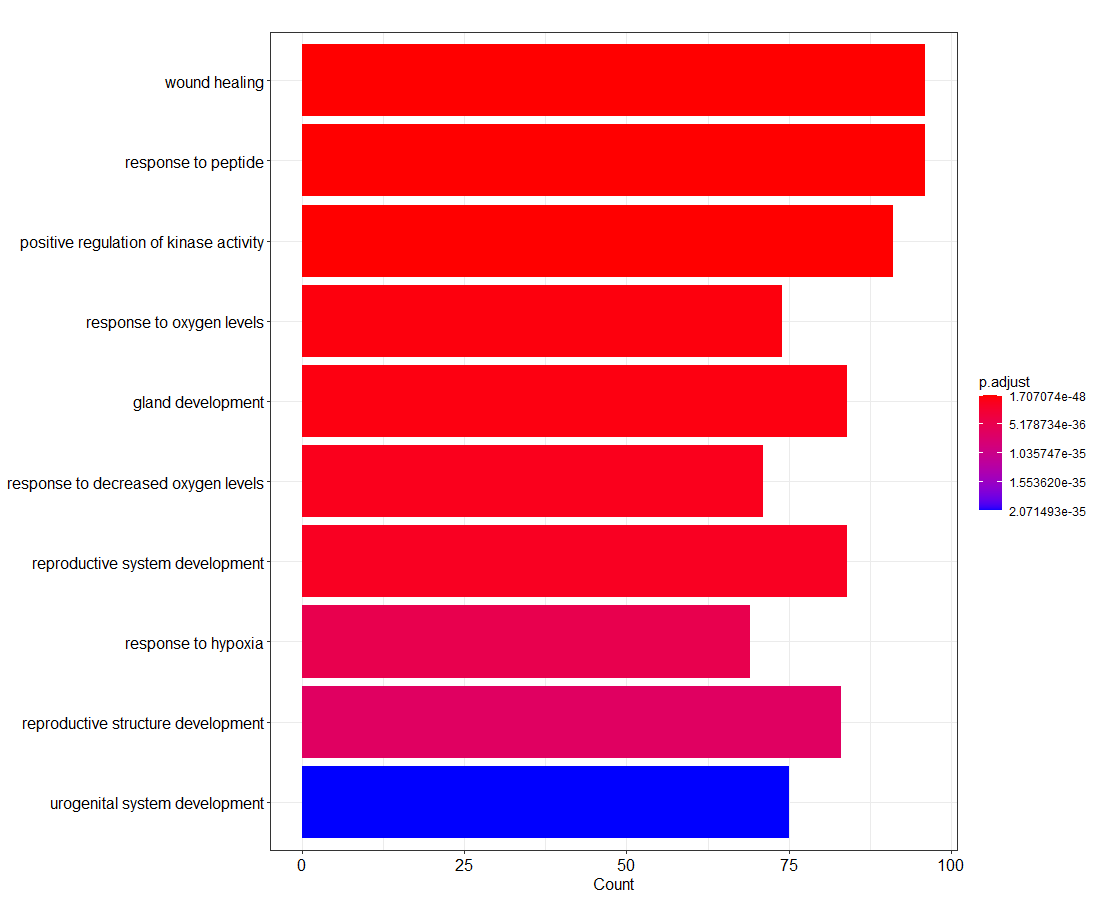 wound healing
response to peptide
positive regulation of kinase activity
response to oxygen levels
gland development
response to decreased oxygen levels
reproductive system development
response to hypoxia
reproductive structure development
urogenital system development
0 25 50 75 100
Count
p.adjust
1.707074e-48
5.178734e-36
1.035747e-35
1.553620e-35
2.071493e-35